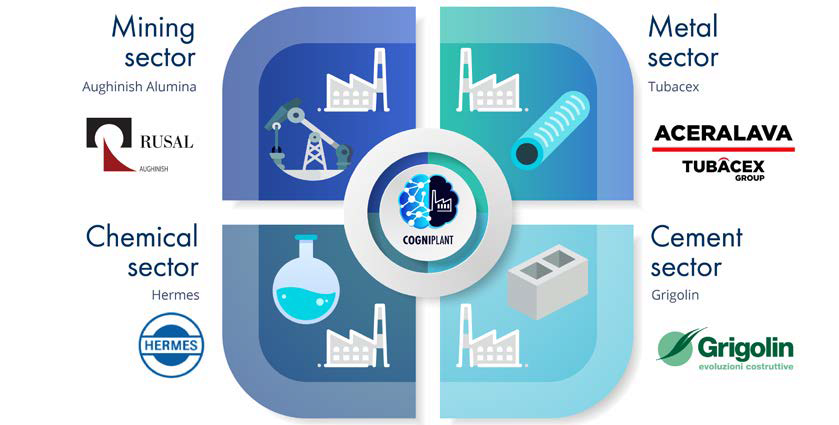 Mining
sector
Aughinish Alumina
RUSAL
AUGHINISH
Metal
sector
Tubacex
ACERALAVA
TUBACEX
GROUP
COGNIPLANT
Chemical
sector
Hermes
HERMES
Cement
sector
Grigolin
Grigolin
evoluzioni costruttive